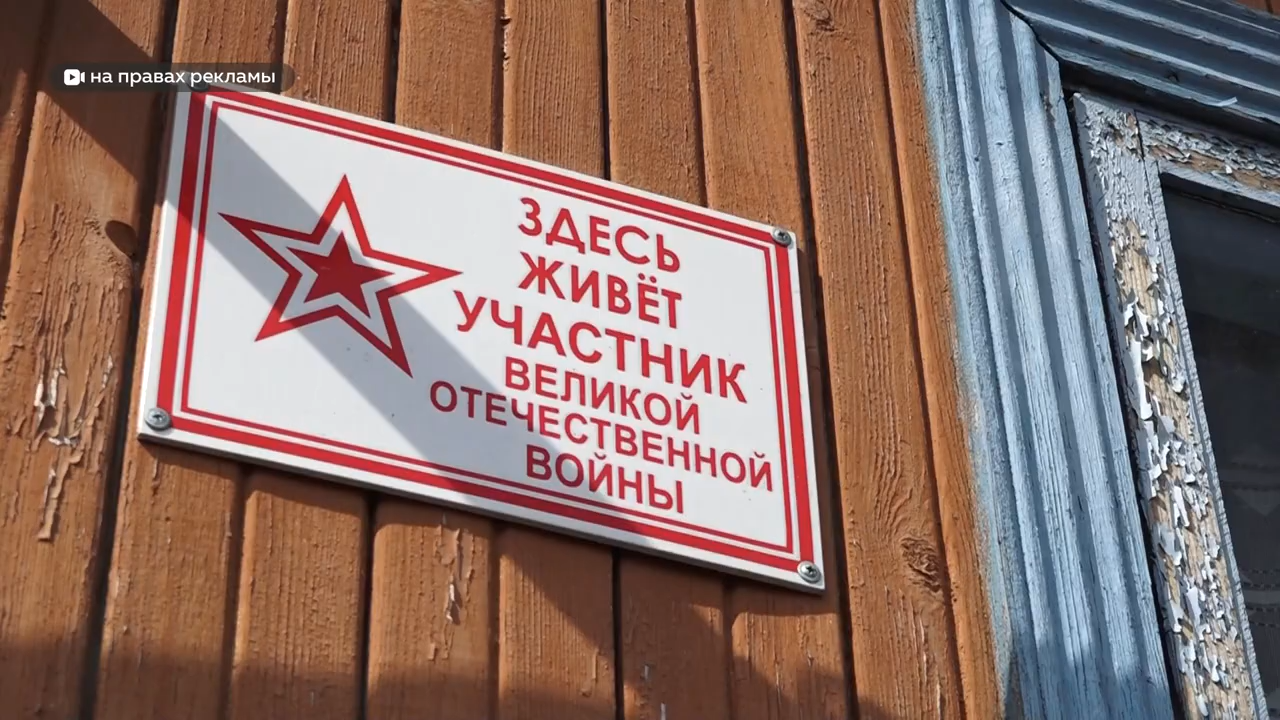 на правах рекламы
ЗДЕСЬ
ЖИВЁТ
УЧАСТНИК
ВЕЛИКОЙ
ОТЕЧЕСТВЕННОЙ
ВОЙНЫ